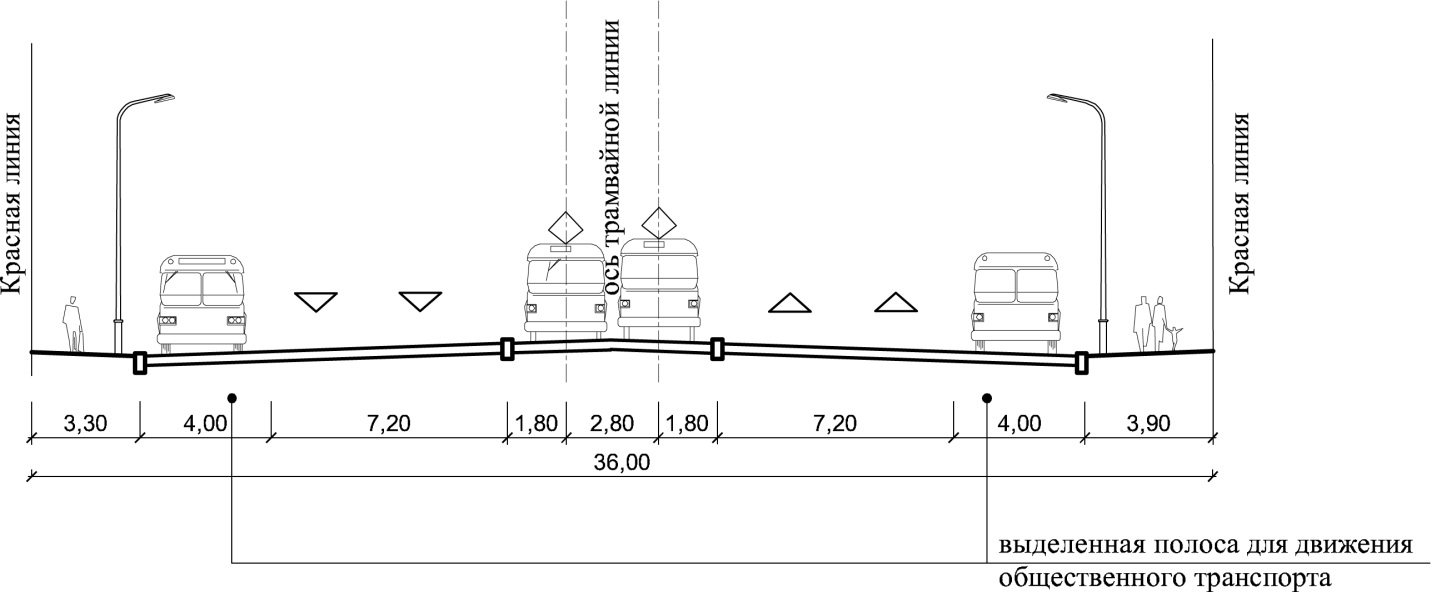 Красная линия
ось трамвайной линии
Красная линия
3,30 4,00 7,20 1,80 2,80 1,80 7,20 4,00 3,90
36,00
выделенная полоса для движения
общественного транспорта